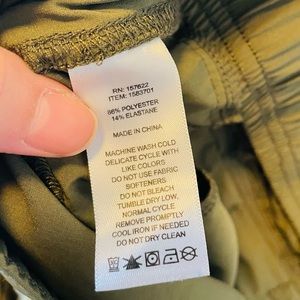 RN: 157622
ITEM: 1583701
86% POLYESTER
14% ELASTANE
MADE IN CHINA
MACHINE WASH COLD
DELICATE CYCLE WITH
LIKE COLORS
DO NOT USE FABRIC
SOFTENERS
DO NOT BLEACH
TUMBLE DRY LOW,
NORMAL CYCLE
REMOVE PROMPTLY
COOL IRON IF NEEDED
DO NOT DRY CLEAN